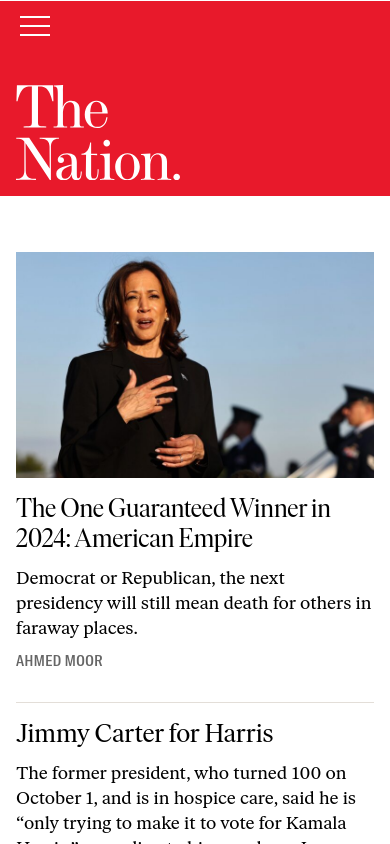 The
Nation.
The One Guaranteed Winner in
2024: American Empire
Democrat or Republican, the next
presidency will still mean death for others in
faraway places.
AHMED MOOR
Jimmy Carter for Harris
The former president, who turned 100 on
October 1, and is in hospice care, said he is
“only trying to make it to vote for Kamala